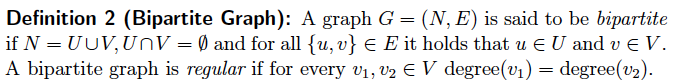 Definition 2 (Bipartite Graph): A graph G = (N, E) is said to be bipartite
if N = U∪V, U∩V = ∅ and for all {u, v} ∈ E it holds that u ∈ U and v ∈ V.
A bipartite graph is regular if for every v₁, v₂ ∈ V degree(v₁) = degree(v₂).